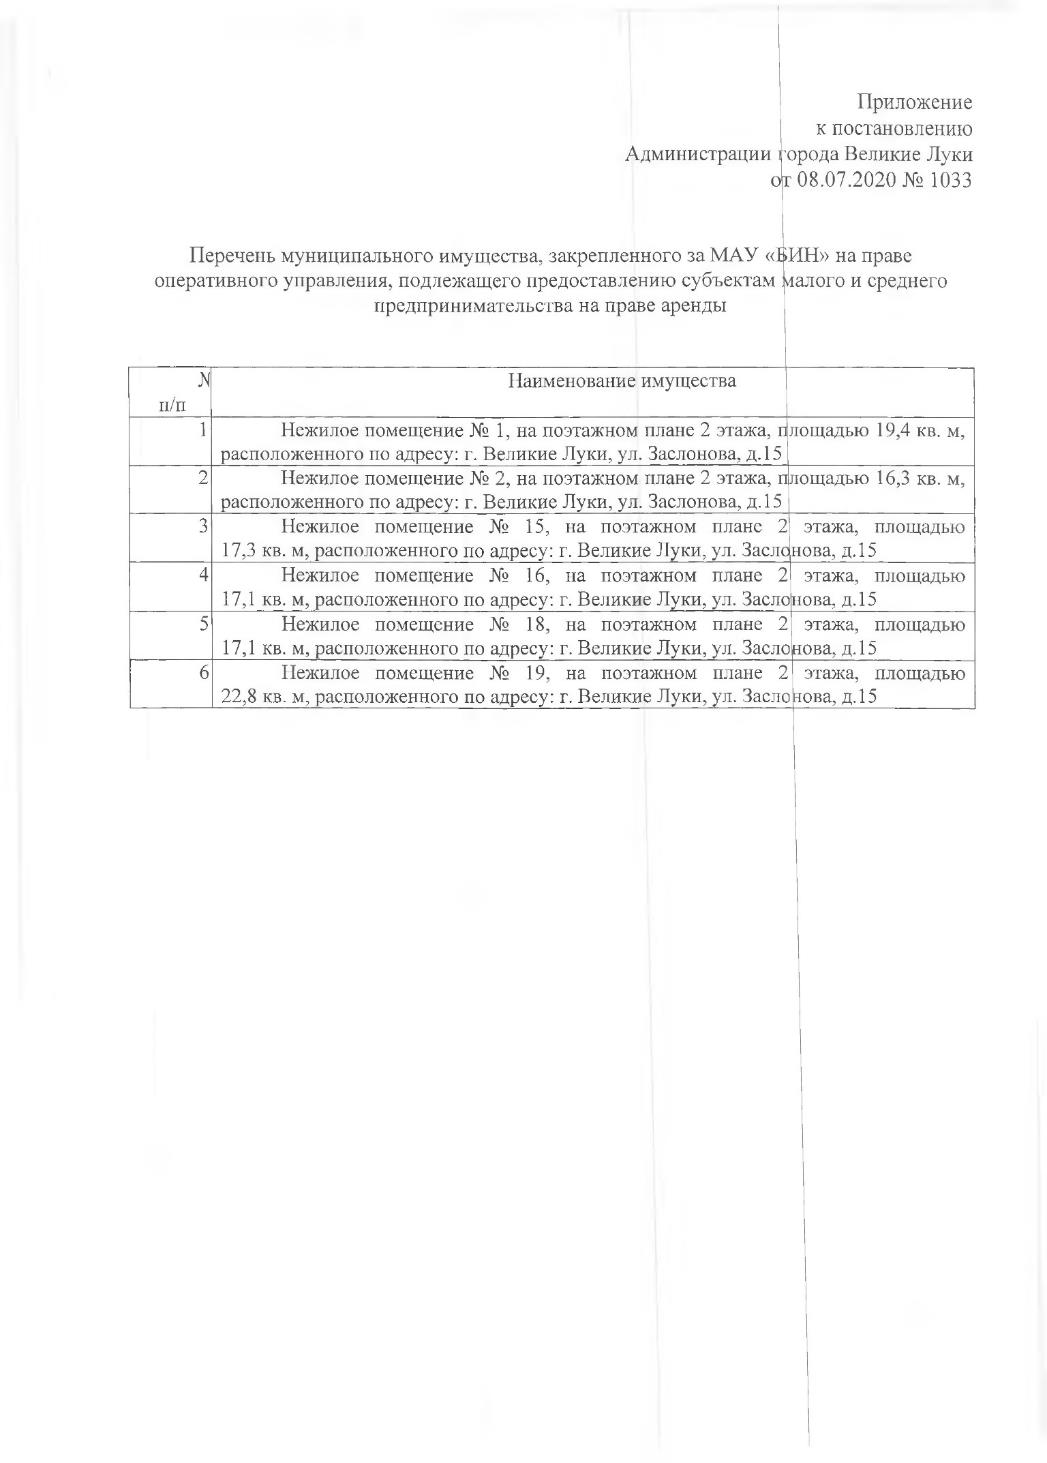 Приложение
к постановлению
Администрации города Великие Луки
от 08.07.2020 № 1033
Перечень муниципального имущества, закрепленного за МАУ «БИН» на праве
оперативного управления, подлежащего предоставлению субъектам малого и среднего
предпринимательства на праве аренды
№
п/п
Наименование имущества
1
Нежилое помещение № 1, на поэтажном плане 2 этажа, площадью 19,4 кв. м,
расположенного по адресу: г. Великие Луки, ул. Заслонова, д.15
2
Нежилое помещение № 2, на поэтажном плане 2 этажа, площадью 16,3 кв. м,
расположенного по адресу: г. Великие Луки, ул. Заслонова, д.15
3
Нежилое помещение № 15, на поэтажном плане 2 этажа, площадью
17,3 кв. м, расположенного по адресу: г. Великие Луки, ул. Заслонова, д.15
4
Нежилое помещение № 16, на поэтажном плане 2 этажа, площадью
17,1 кв. м, расположенного по адресу: г. Великие Луки, ул. Заслонова, д.15
5
Нежилое помещение № 18, на поэтажном плане 2 этажа, площадью
17,1 кв. м, расположенного по адресу: г. Великие Луки, ул. Заслонова, д.15
6
Нежилое помещение № 19, на поэтажном плане 2 этажа, площадью
22,8 кв. м, расположенного по адресу: г. Великие Луки, ул. Заслонова, д.15